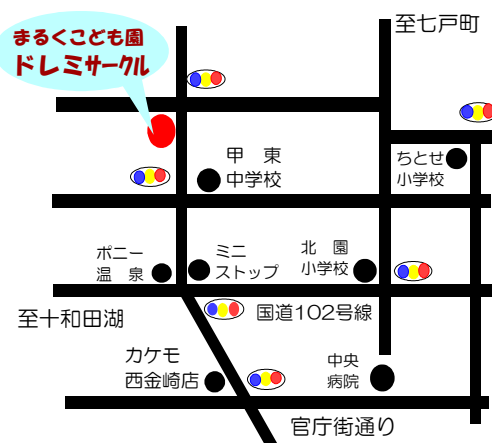 至七戸町
まるくこども園
ドレミサークル
甲　東
中学校
ちとせ
小学校
ポニー
温　泉
ミニ
ストップ
北　園
小学校
至十和田湖
国道102号線
カケモ
西金崎店
中央
病院
官庁街通り